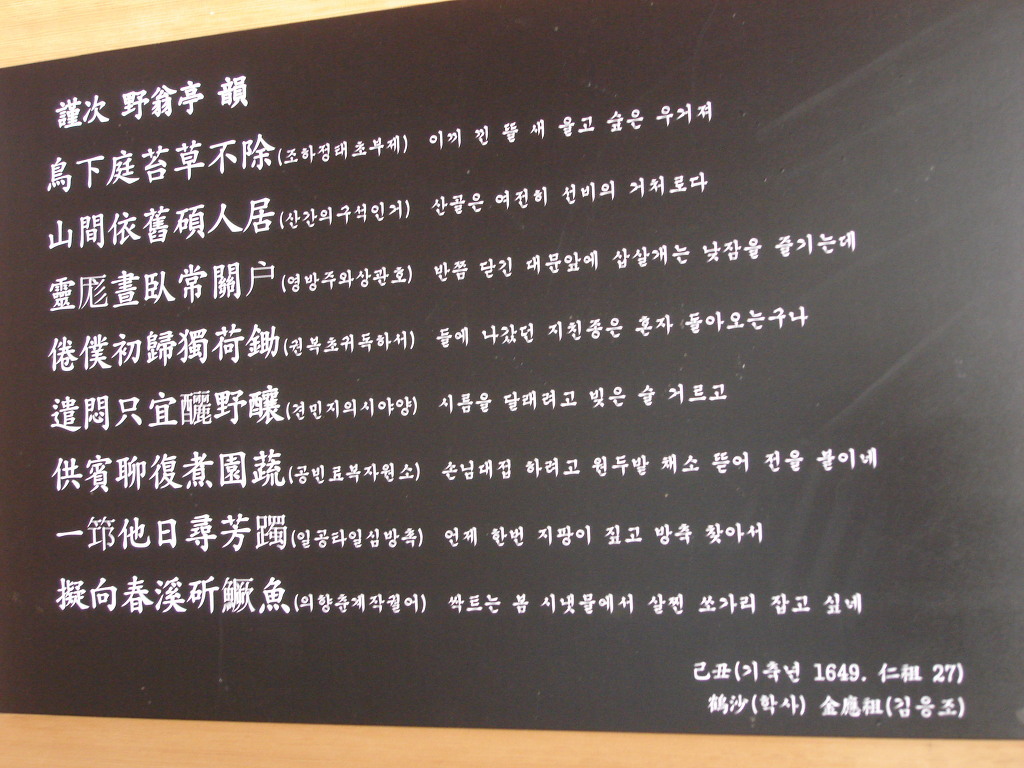 謹次 野翁亭 韻
鳥下庭苔草不除(조하정태초부제) 이끼 낀 뜰 새 울고 숲은 우거져
山間依舊碩人居(산간의구석인거) 산골은 여전히 선비의 거처로다
靈厖晝臥常關户(영방주와상관호) 반쯤 닫긴 대문앞에 삽살개는 낮잠을 즐기는데
倦僕初歸獨荷鋤(권복초귀독하서) 들에 나갔던 지친종은 혼자 돌아오는구나
遣悶只宜釃野釀(견민지의시야양) 시름을 달래려고 빚은 술 거르고
供賓聊復煮園蔬(공빈료복자원소) 손님대접 하려고 원두밭 채소 뜯어 전을 붙이네
一筇他日尋芳躅(일공타일심방촉) 언제 한번 지팡이 짚고 방축 찾아서
擬向春溪斫鱖魚(의향춘계작궐어) 싹트는 봄 시냇물에서 살찐 쏘가리 잡고 싶네
己丑(기축년 1649. 仁祖 27)
鶴沙(학사) 金應祖(김응조)